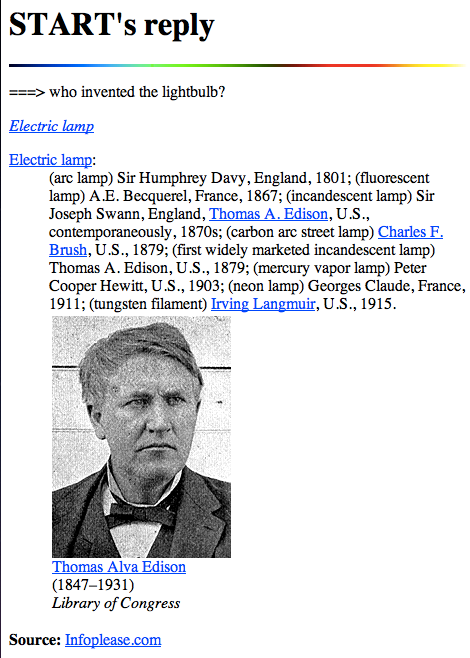 START's reply
===> who invented the lightbulb?
Electric lamp
Electric lamp:
(arc lamp) Sir Humphrey Davy, England, 1801; (fluorescent
lamp) A.E. Becquerel, France, 1867; (incandescent lamp) Sir
Joseph Swann, England, Thomas A. Edison, U.S.,
contemporaneously, 1870s; (carbon arc street lamp) Charles F.
Brush, U.S., 1879; (first widely marketed incandescent lamp)
Thomas A. Edison, U.S., 1879; (mercury vapor lamp) Peter
Cooper Hewitt, U.S., 1903; (neon lamp) Georges Claude, France,
1911; (tungsten filament) Irving Langmuir, U.S., 1915.
Thomas Alva Edison
(1847–1931)
Library of Congress
Source: Infoplease.com